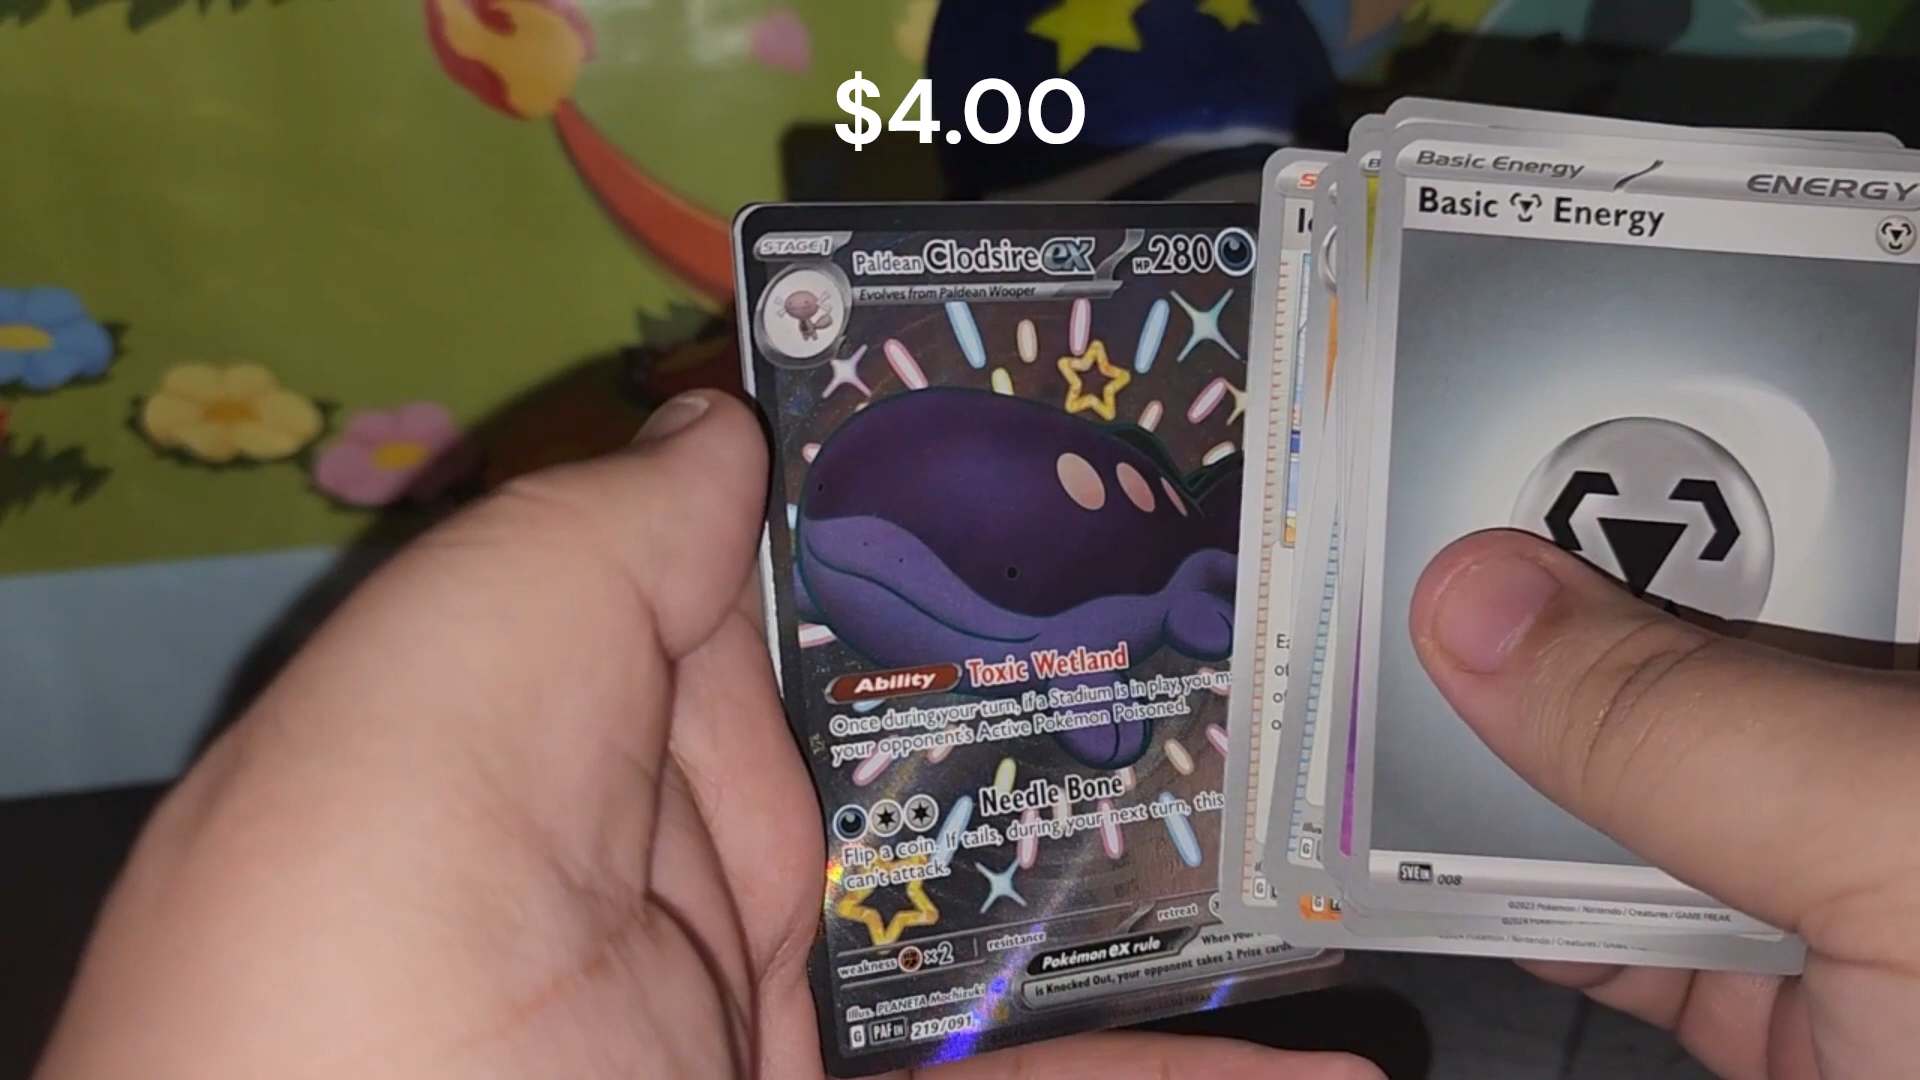 $4.00
STAGE 1
Paldean Clodsire ex
HP 280
Evolves from Paldean Wooper
Ability Toxic Wetland
Once during your turn, if a Stadium is in play, you
your opponent's Active Pokémon Poisoned.
Needle Bone
Flip a coin. If tails, during your next turn, this
can't attack.
weakness x2
resistance
retreat
Pokémon ex rule
When your
is Knocked Out, your opponent takes 2 Prize cards
Illus. PLANETA Mochizuki
G PAF EN 219/091
Basic Energy ENERGY
Basic Energy
SVE EN 008
©2023 Pokémon / Nintendo / Creatures / GAME FREAK